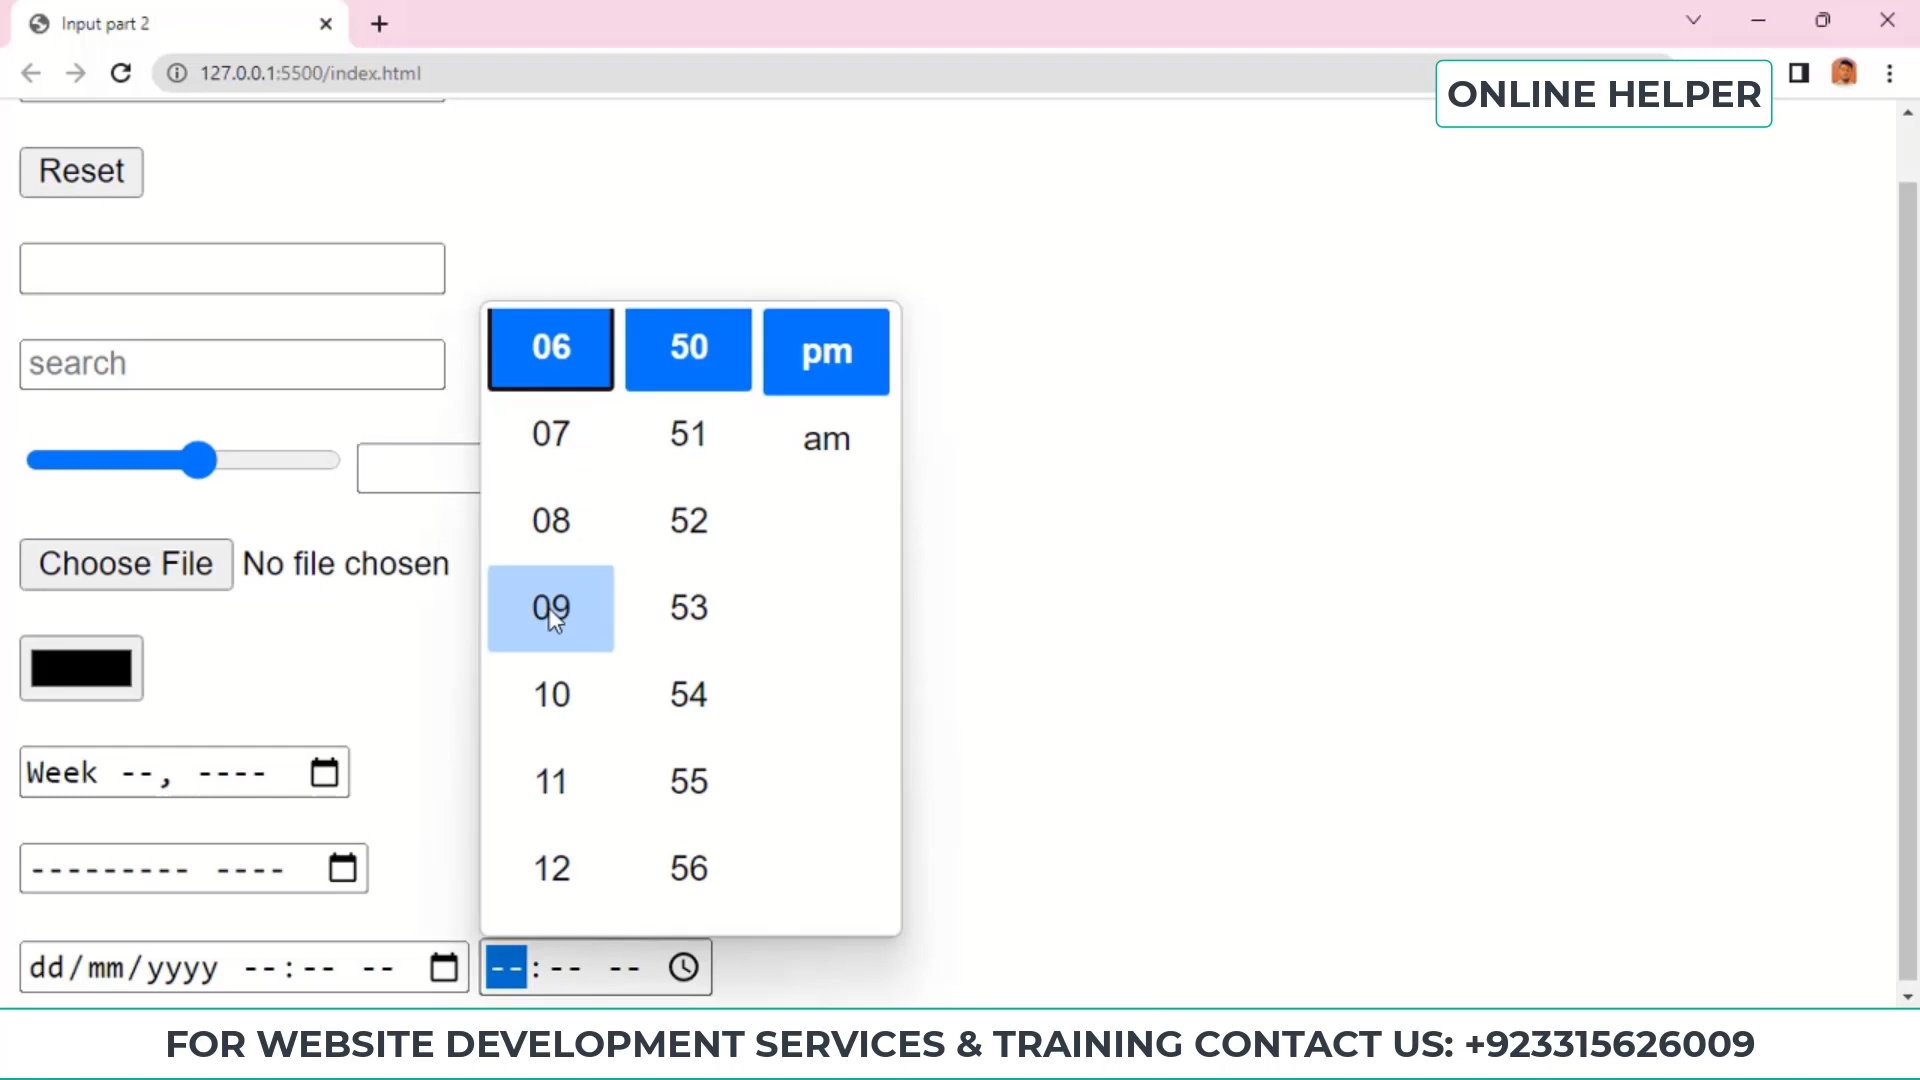 Input part 2
127.0.0.1:5500/index.html
ONLINE HELPER
Reset
search
06 50 pm
07 51 am
08 52
09 53
10 54
11 55
12 56
Choose File No file chosen
Week --, ----
--------- ----
dd/mm/yyyy --:-- --
--:-- --
FOR WEBSITE DEVELOPMENT SERVICES & TRAINING CONTACT US: +923315626009